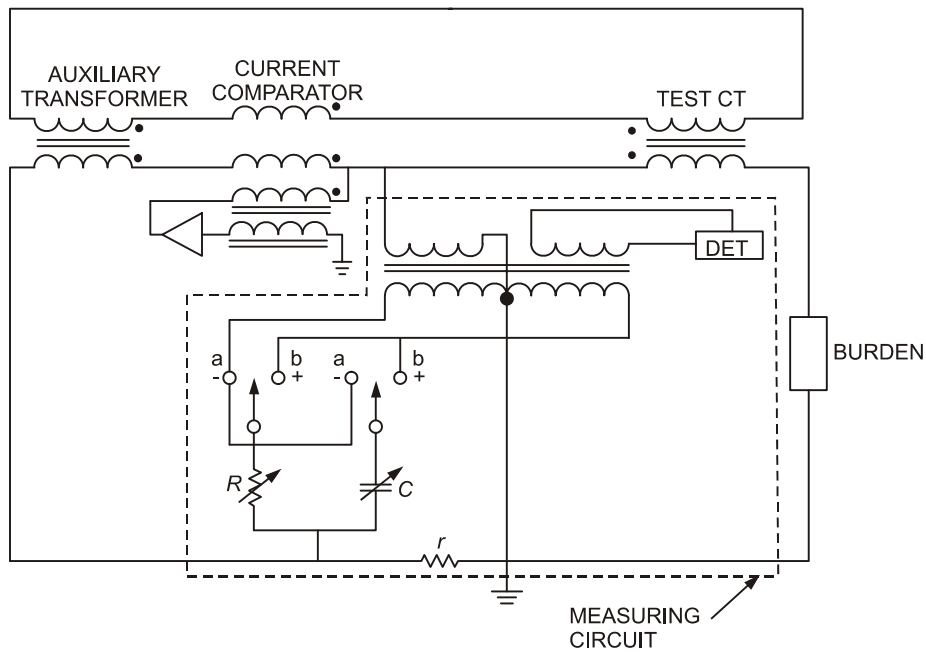 AUXILIARY
TRANSFORMER
CURRENT
COMPARATOR
TEST CT
DET
BURDEN
a
b
a
b
-
+
-
+
R
C
r
MEASURING
CIRCUIT